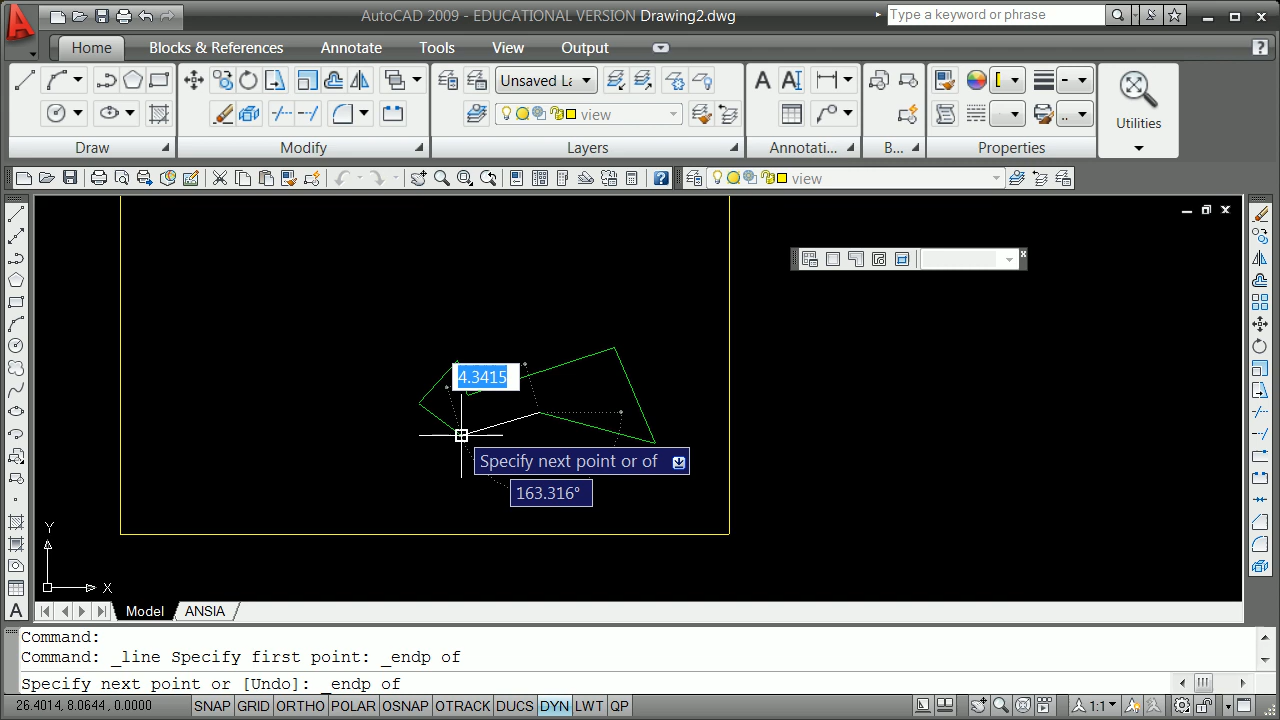 AutoCAD 2009 - EDUCATIONAL VERSION Drawing2.dwg
Type a keyword or phrase
Home Blocks & References Annotate Tools View Output
Unsaved La
view
Utilities
Draw Modify Layers Annotati... B... Properties
view
4.3415
Specify next point or of
163.316°
Y
X
Model ANSIA
Command:
Command: _line Specify first point: _endp of
Specify next point or [Undo]: _endp of
26.4014, 8.0644, 0.0000 SNAP GRID ORTHO POLAR OSNAP OTRACK DUCS DYN LWT QP 1:1